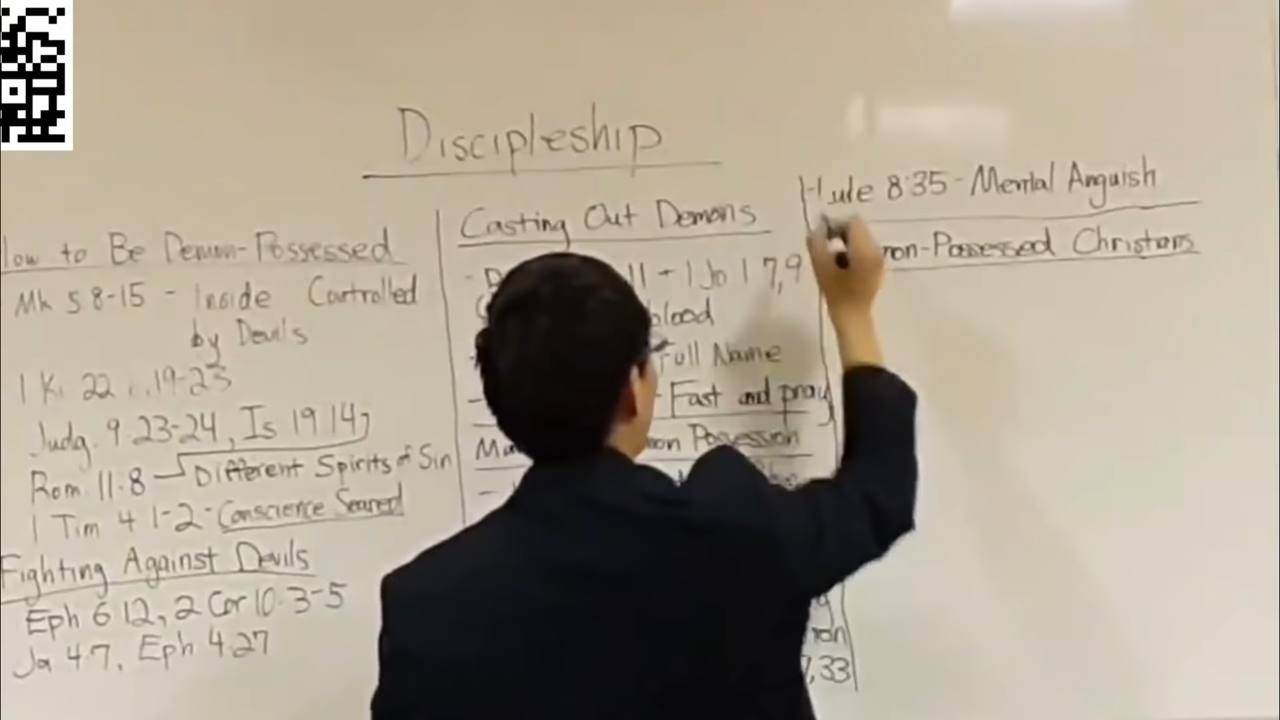 Discipleship
How to Be Demon-Possessed
Mk 5 8-15 - Inside Controlled
by Devils
1 Ki 22 19-23
Judg. 9 23-24, Is 19 14;
Rom. 11.8 - Different Spirits of Sin
1 Tim 4 1-2 - Conscience Seared
Fighting Against Devils
Eph 6 12, 2 Cor 10.3-5
Ja 4.7, Eph 4.27
Casting Out Demons
11 + 1 Jo 1 7,9
blood
Full Name
- Fast and pray
Possession
,33
8:35 - Mental Anguish
-Possessed Christians